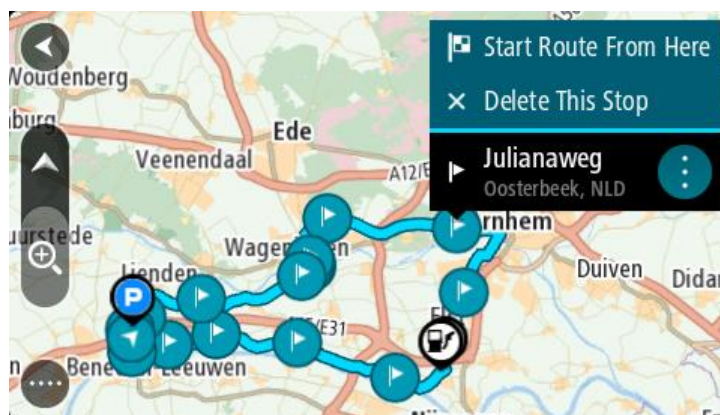 Start Route From Here
Delete This Stop
Julianaweg
Oosterbeek, NLD
Woudenberg
Ede
Veenendaal
A12/E
rnhem
Wagen
Lienden
Duiven
Didar
P
E31
Bene
Leeuwen